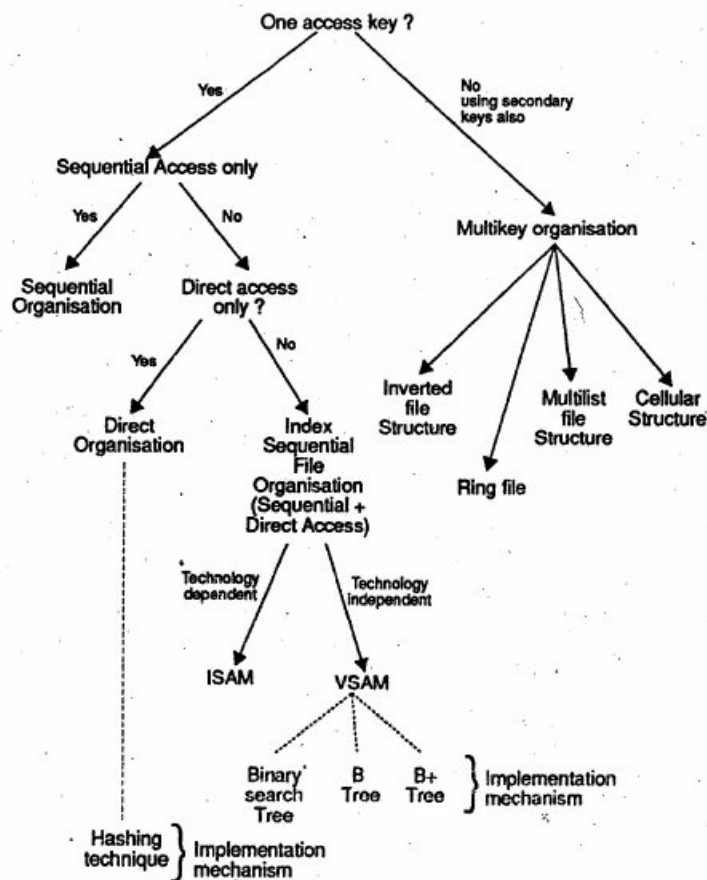 One access key ?
Yes
No
using secondary
keys also
Sequential Access only
Yes
No
Multikey organisation
Sequential
Organisation
Direct access
only ?
Yes
No
Inverted
file
Structure
Multilist
file
Structure
Cellular
Structure
Ring file
Direct
Organisation
Index
Sequential
File
Organisation
(Sequential +
Direct Access)
Technology
dependent
Technology
independent
ISAM
VSAM
Binary
search
Tree
B
Tree
B+
Tree
Implementation
mechanism
Hashing
technique
Implementation
mechanism